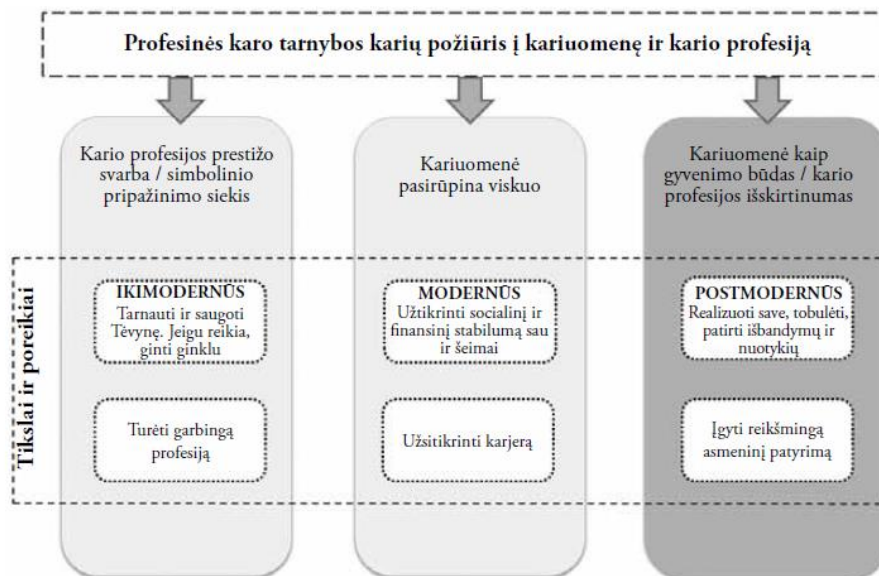 Profesinės karo tarnybos karių požiūris į kariuomenę ir kario profesiją
Kario profesijos prestižo
svarba / simbolinio
pripažinimo siekis
Kariuomenė
pasirūpina viskuo
Kariuomenė kaip
gyvenimo būdas / kario
profesijos išskirtinumas
Tikslai ir poreikiai
IKIMODERNŪS
Tarnauti ir saugoti
Tėvynę. Jeigu reikia,
ginti ginklu
MODERNŪS
Užtikrinti socialinį ir
finansinį stabilumą sau
ir šeimai
POSTMODERNŪS
Realizuoti save, tobulėti,
patirti išbandymų ir
nuotykių
Turėti garbingą
profesiją
Užsitikrinti karjerą
Įgyti reikšmingą
asmeninį patyrimą